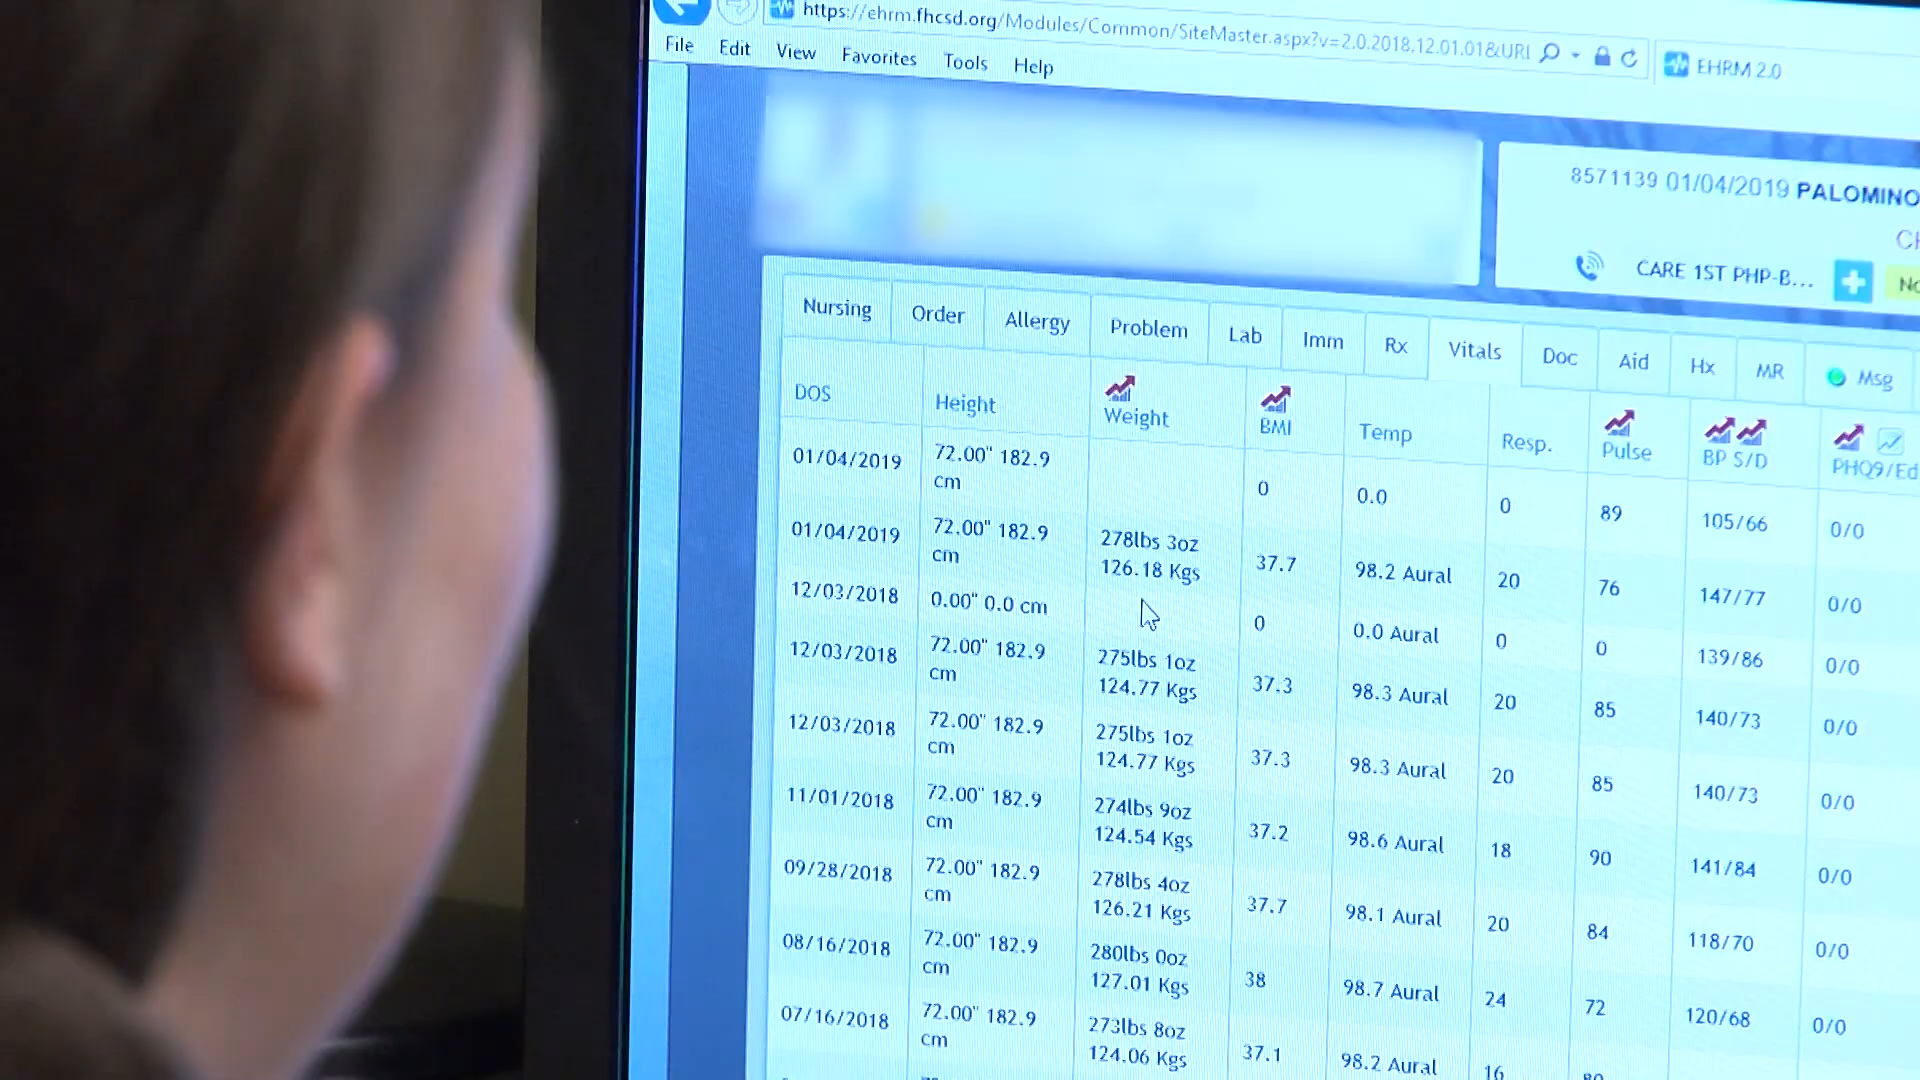 https://ehrm.fhcsd.org/Modules/Common/SiteMaster.aspx?v=2.0.2018.12.01.01&URI
EHRM 2.0
File Edit View Favorites Tools Help
8571139 01/04/2019 PALOMINO
CARE 1ST PHP-B...
Nursing Order Allergy Problem Lab Imm Rx Vitals Doc Aid Hx MR Msg
DOS Height Weight BMI Temp Resp. Pulse BP S/D PHQ9/Ed
01/04/2019 72.00" 182.9 0 0.0 0 89 105/66 0/0
cm
01/04/2019 72.00" 182.9 278lbs 3oz 37.7 98.2 Aural 20 76 147/77 0/0
cm 126.18 Kgs
12/03/2018 0.00" 0.0 cm 0 0.0 Aural 0 0 139/86 0/0
12/03/2018 72.00" 182.9 275lbs 1oz 37.3 98.3 Aural 20 85 140/73 0/0
cm 124.77 Kgs
12/03/2018 72.00" 182.9 275lbs 1oz 37.3 98.3 Aural 20 85 140/73 0/0
cm 124.77 Kgs
11/01/2018 72.00" 182.9 274lbs 9oz 37.2 98.6 Aural 18 90 141/84 0/0
cm 124.54 Kgs
09/28/2018 72.00" 182.9 278lbs 4oz 37.7 98.1 Aural 20 84 118/70 0/0
cm 126.21 Kgs
08/16/2018 72.00" 182.9 280lbs 0oz 38 98.7 Aural 24 72 120/68 0/0
cm 127.01 Kgs
07/16/2018 72.00" 182.9 273lbs 8oz 37.1 98.2 Aural 16
cm 124.06 Kgs